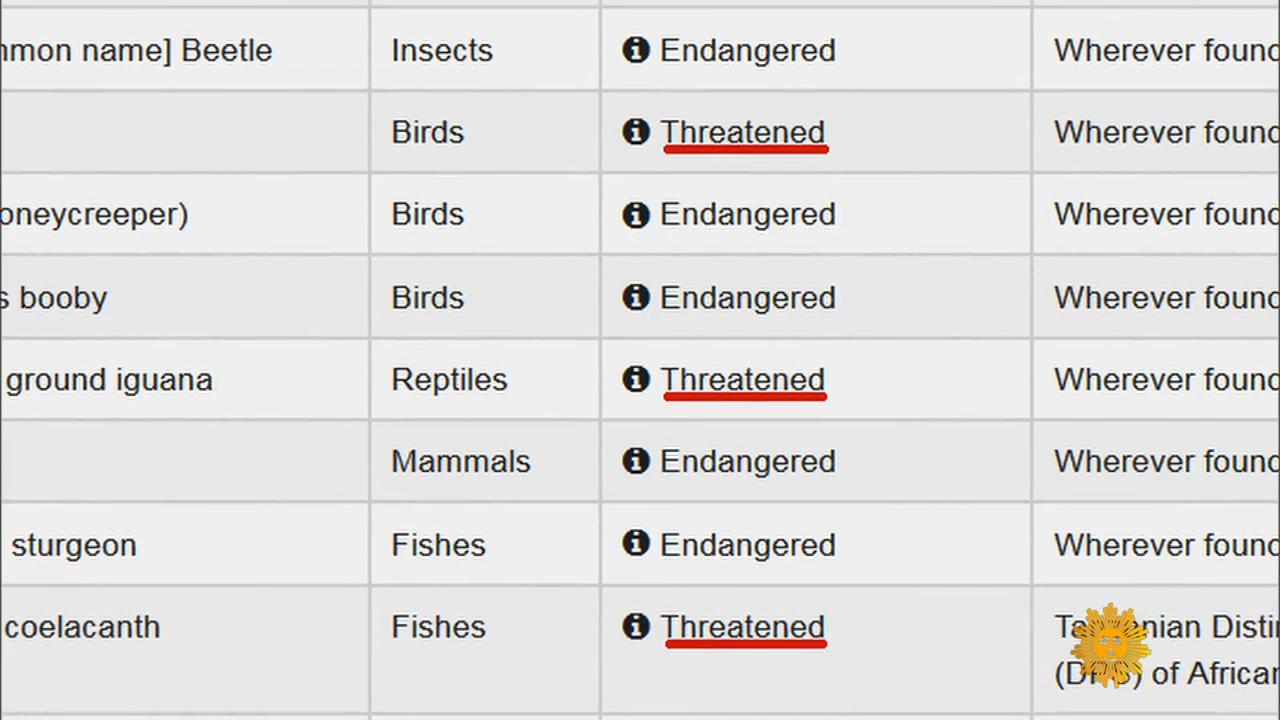 mmon name] Beetle Insects Endangered Wherever found
Birds Threatened Wherever found
oneycreeper) Birds Endangered Wherever found
s booby Birds Endangered Wherever found
ground iguana Reptiles Threatened Wherever found
Mammals Endangered Wherever found
sturgeon Fishes Endangered Wherever found
coelacanth Fishes Threatened Distin
of African